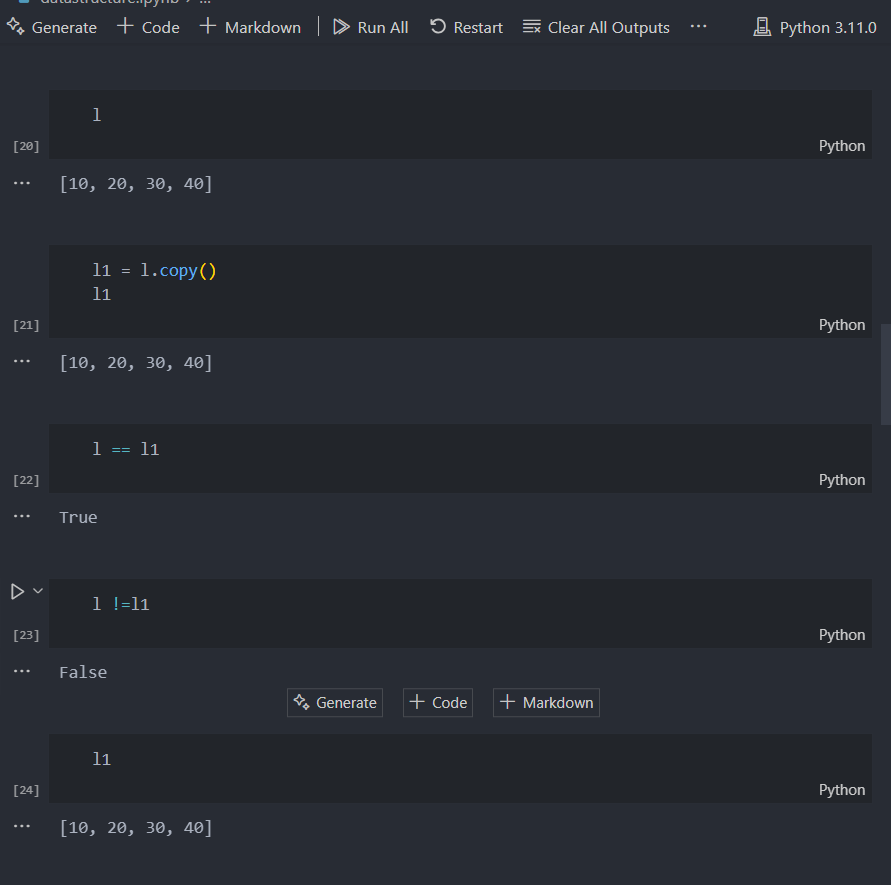 datastructure.ipynb > ...
Generate + Code + Markdown | Run All Restart Clear All Outputs ... Python 3.11.0
l
[20] Python
... [10, 20, 30, 40]
l1 = l.copy()
l1
[21] Python
... [10, 20, 30, 40]
l == l1
[22] Python
... True
l !=l1
[23] Python
... False
Generate + Code + Markdown
l1
[24] Python
... [10, 20, 30, 40]